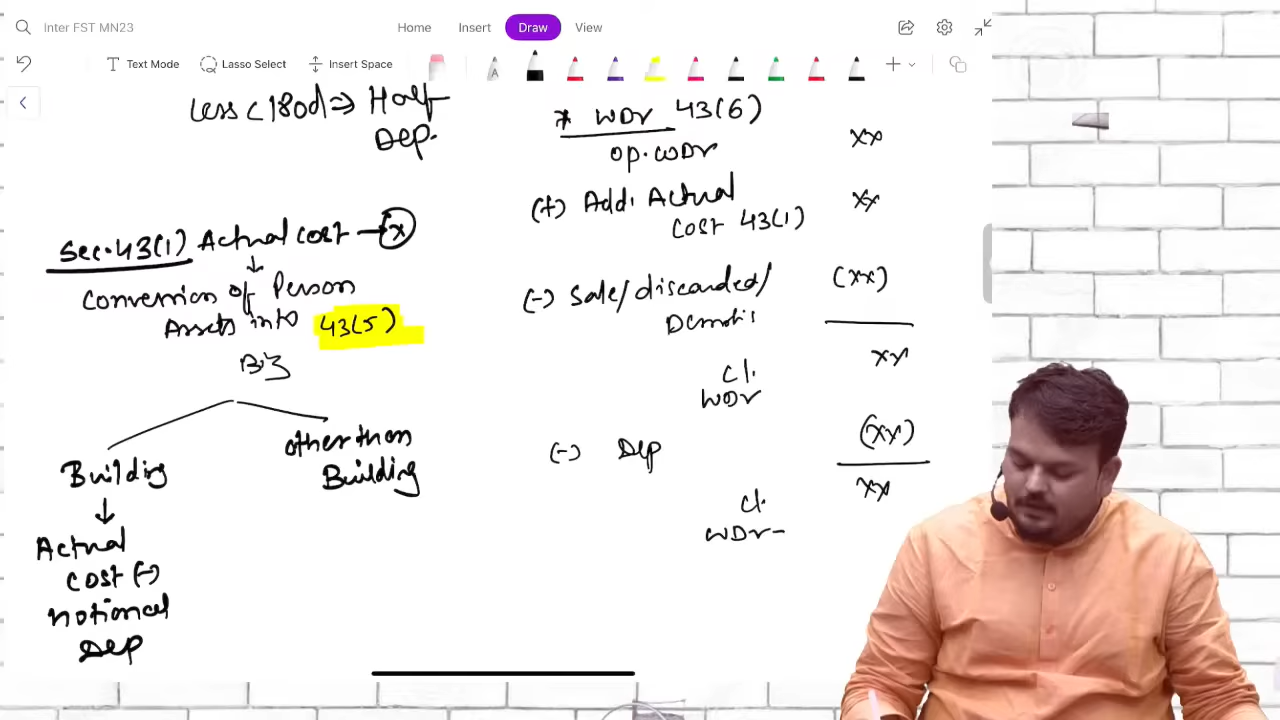 Inter FST MN23
Home
Insert
Draw
View
Text Mode
Lasso Select
Insert Space
A
Less <180d => Half
Dep.
Sec. 43(1) Actual cost → x
↓
Conversion of Person
Assets into 43(5)
Biz
Building
↓
Actual
cost (-)
notional
Dep
other than
Building
* WDV 43(6)
op. WDV xx
(+) Add: Actual xx
cost 43(1)
(-) Sale/discarded/ (xx)
xx
cl.
WDV
(-) Dep (xx)
xx
cl.
WDV-